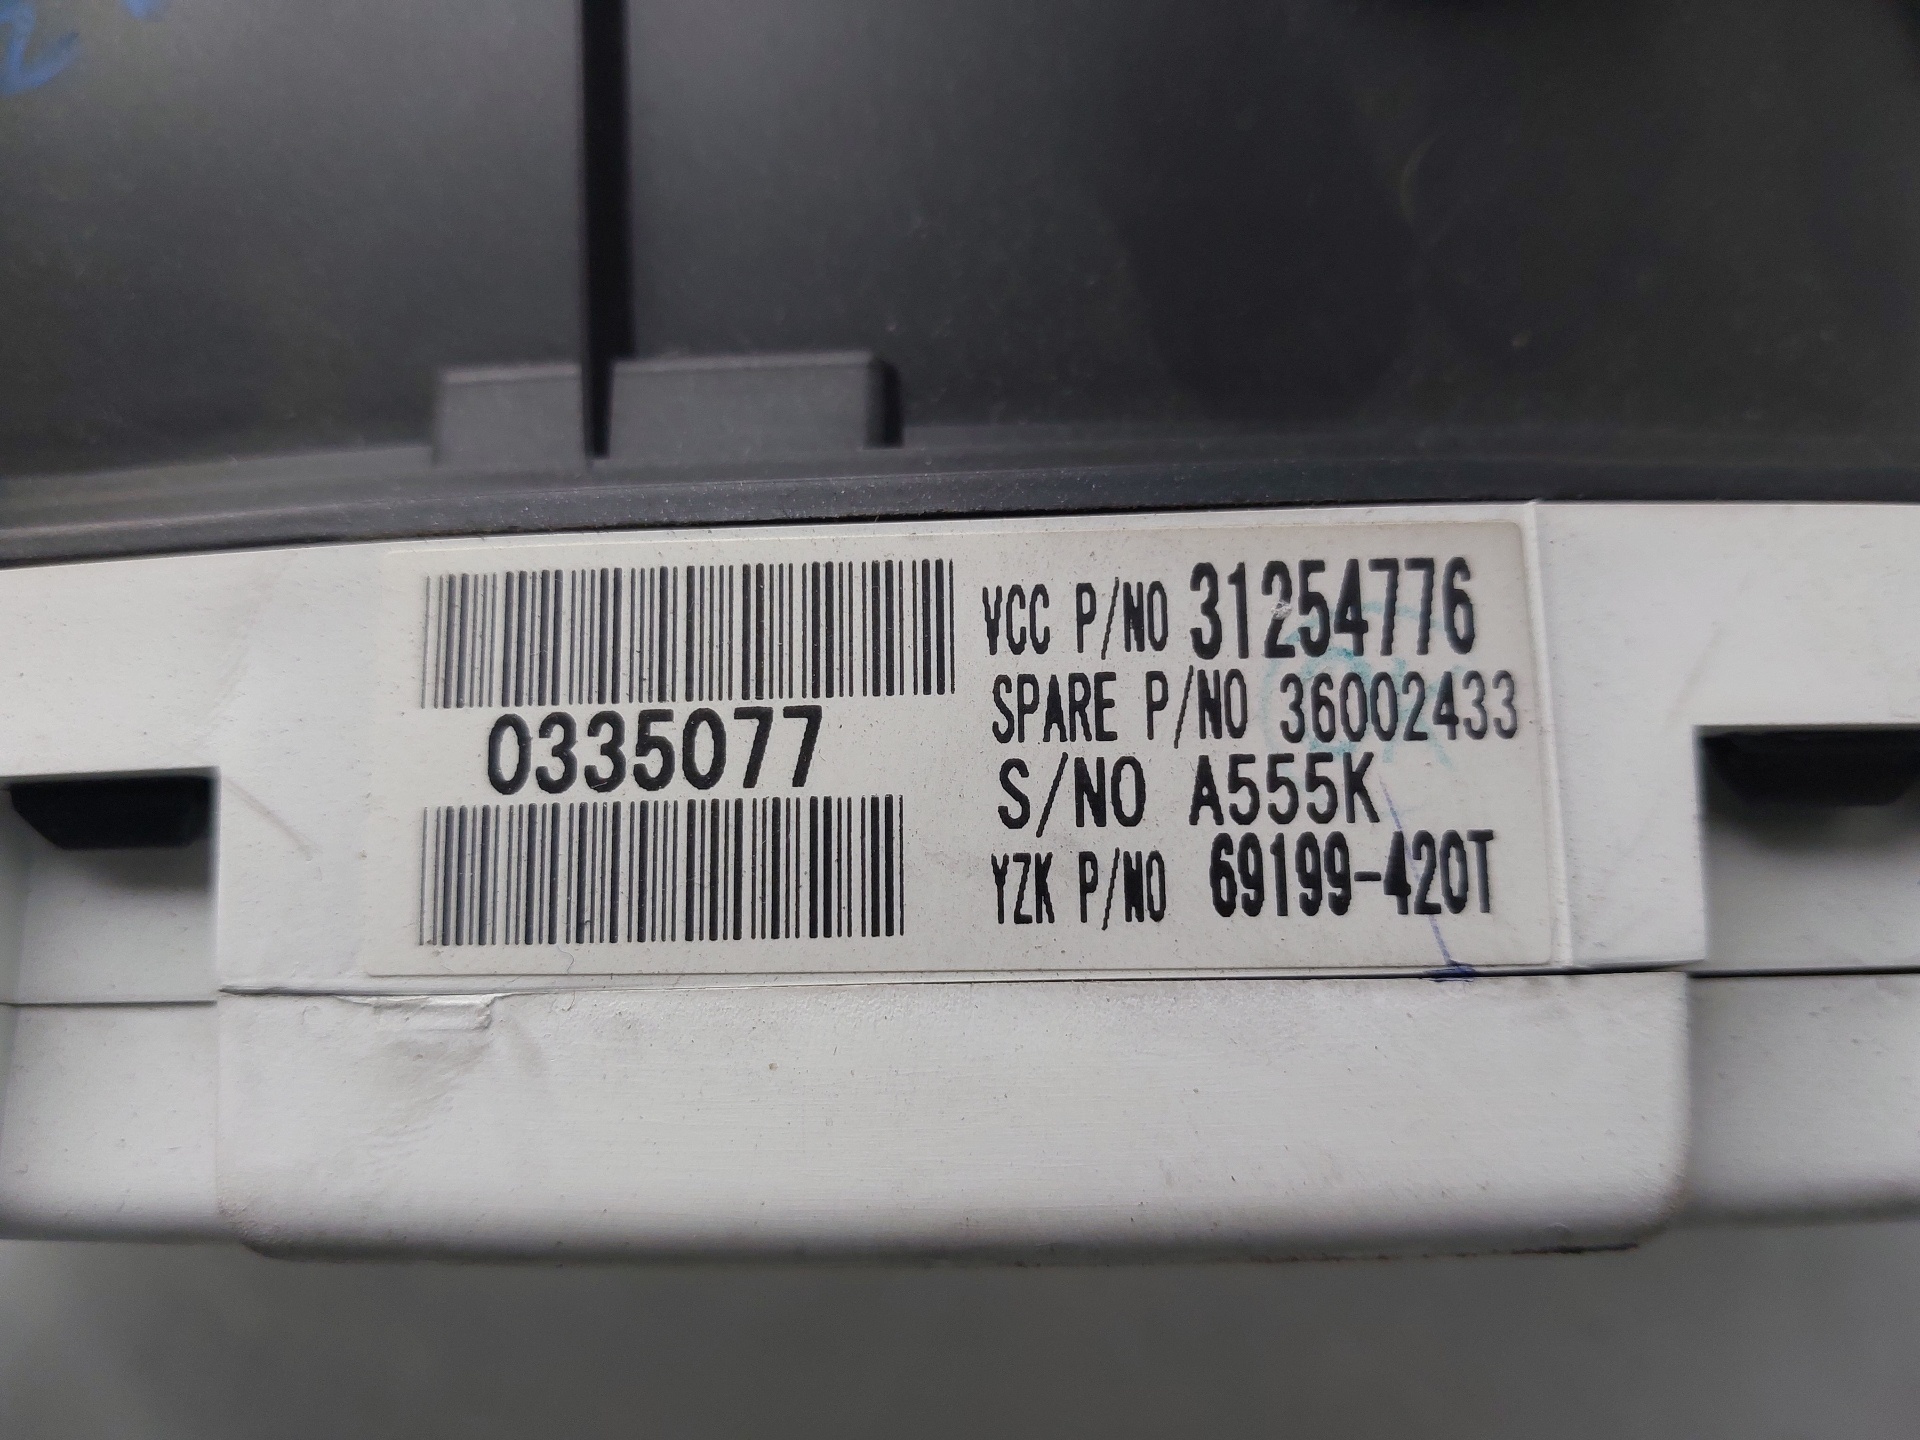 0335077
VCC P/NO 31254776
SPARE P/NO 36002433
S/NO A555K
YZK P/NO 69199-420T